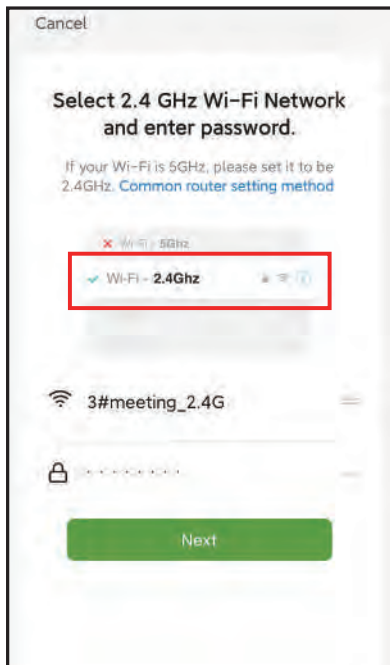 Cancel
Select 2.4 GHz Wi-Fi Network
and enter password.
If your Wi-Fi is 5GHz, please set it to be
2.4GHz. Common router setting method
Wi-Fi - 5Ghz
Wi-Fi - 2.4Ghz
3#meeting_2.4G
Next